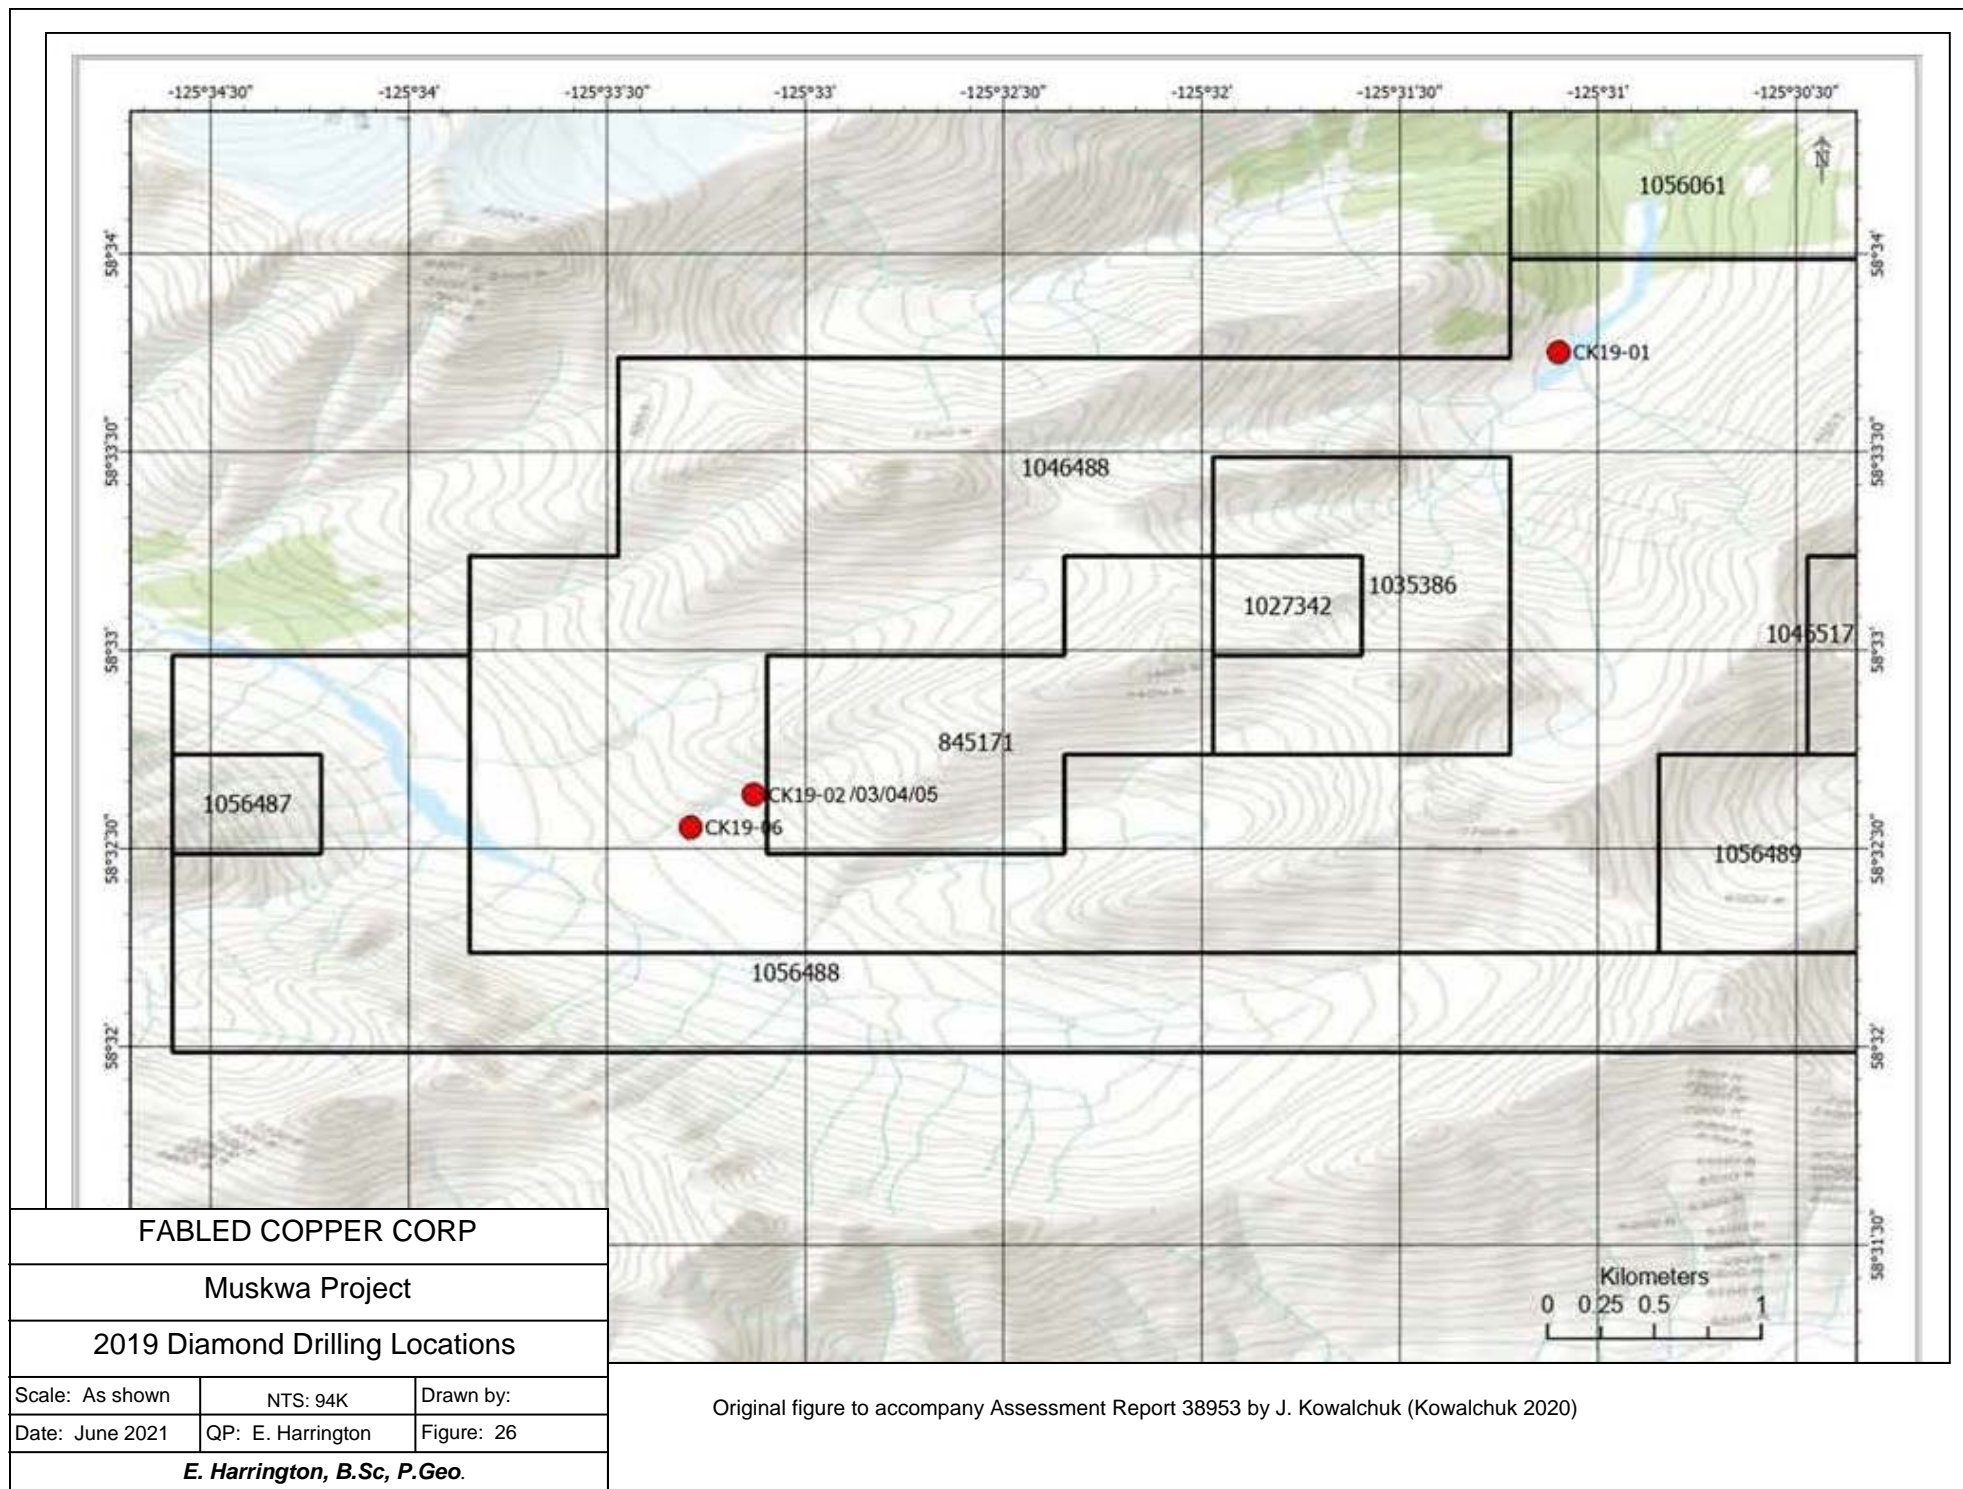 -125°34'30" -125°34' -125°33'30" -125°33' -125°32'30" -125°32' -125°31'30" -125°31' -125°30'30"
N
1056061
58°34' 58°34'
CK19-01
58°33'30" 58°33'30"
1046488
1035386
1027342
1046517
58°33' 58°33'
845171
CK19-02 /03/04/05
1056487
CK19-06
58°32'30" 58°32'30"
1056489
1056488
58°32' 58°32'
58°31'30"
Kilometers
0 0.25 0.5 1
FABLED COPPER CORP
Muskwa Project
2019 Diamond Drilling Locations
Scale: As shown NTS: 94K Drawn by:
Date: June 2021 QP: E. Harrington Figure: 26
E. Harrington, B.Sc, P.Geo.
Original figure to accompany Assessment Report 38953 by J. Kowalchuk (Kowalchuk 2020)